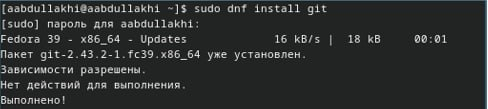 [aabdullakhi@aabdullakhi ~]$ sudo dnf install git
[sudo] пароль для aabdullakhi:
Fedora 39 - x86_64 - Updates 16 kB/s | 18 kB 00:01
Пакет git-2.43.2-1.fc39.x86_64 уже установлен.
Зависимости разрешены.
Нет действий для выполнения.
Выполнено!